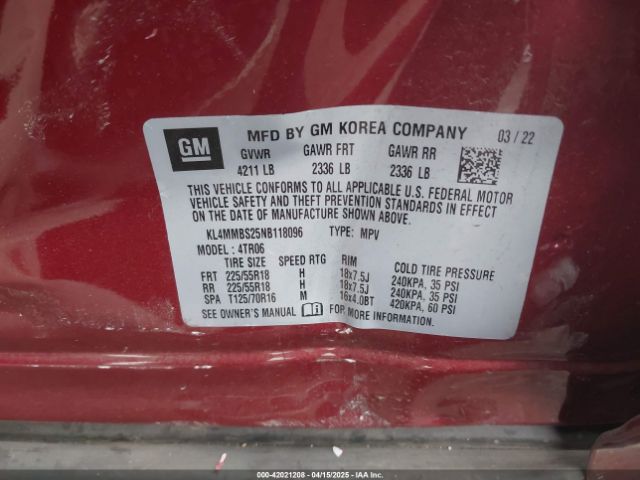 GM
MFD BY GM KOREA COMPANY 03 / 22
GVWR GAWR FRT GAWR RR
4211 LB 2336 LB 2336 LB
THIS VEHICLE CONFORMS TO ALL APPLICABLE U.S. FEDERAL MOTOR
VEHICLE SAFETY AND THEFT PREVENTION STANDARDS IN EFFECT
ON THE DATE OF MANUFACTURE SHOWN ABOVE.
KL4MMBS25NB118096 TYPE: MPV
MODEL : 4TR06
TIRE SIZE SPEED RTG RIM COLD TIRE PRESSURE
FRT 225/55R18 H 18x7.5J 240KPA, 35 PSI
RR 225/55R18 H 18x7.5J 240KPA, 35 PSI
SPA T125/70R16 M 16x4.0BT 420KPA, 60 PSI
SEE OWNER'S MANUAL FOR MORE INFORMATION.
000-42021208 - 04/15/2025 - IAA Inc.